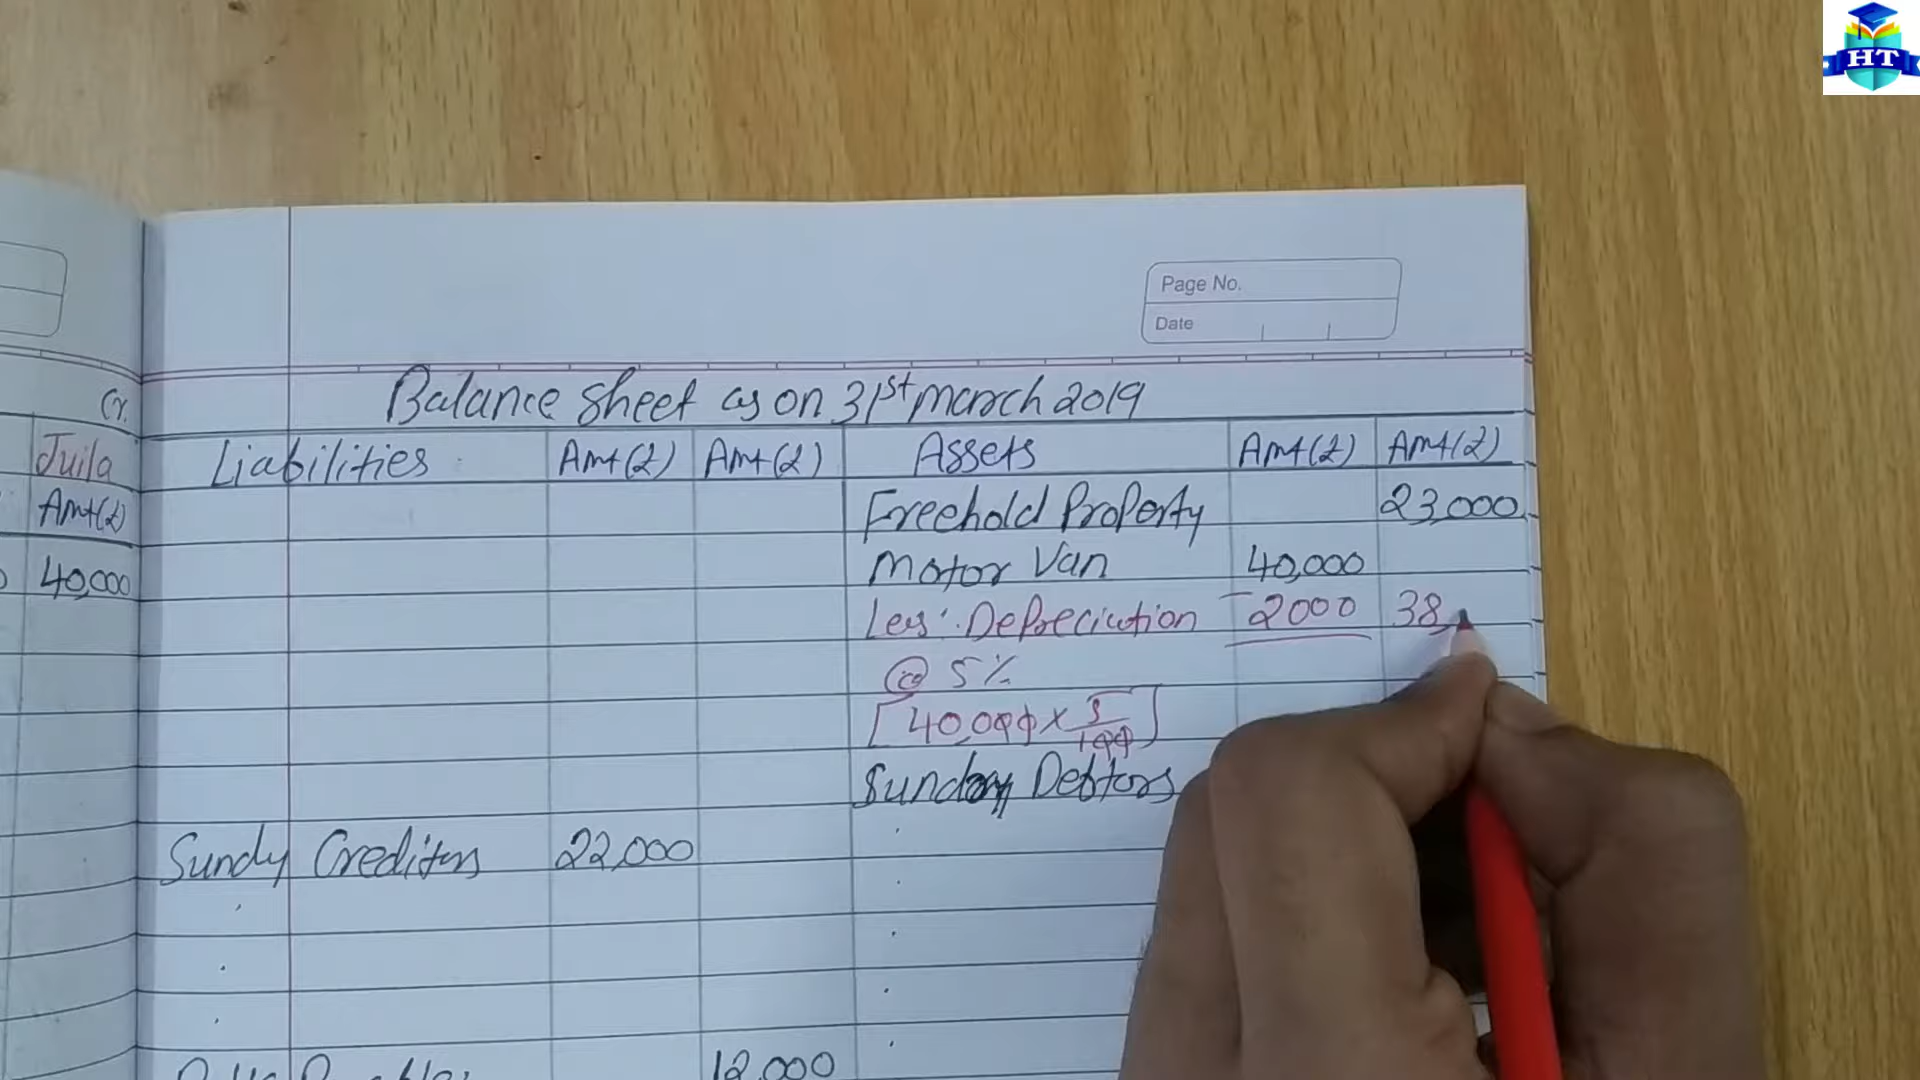 HT
Page No.
Date
Cr.
Balance Sheet as on 31st march 2019
Juila
Liabilities Amt(₹) Amt(₹) Assets Amt(₹) Amt(₹)
Amt(₹)
Freehold Property 23,000
40,000
Motor Van 40,000
Less: Depreciation 2000 38,
@ 5%
[40,000 × 5/100]
Sundry Debtors
Sundy Creditors 22,000
12,000